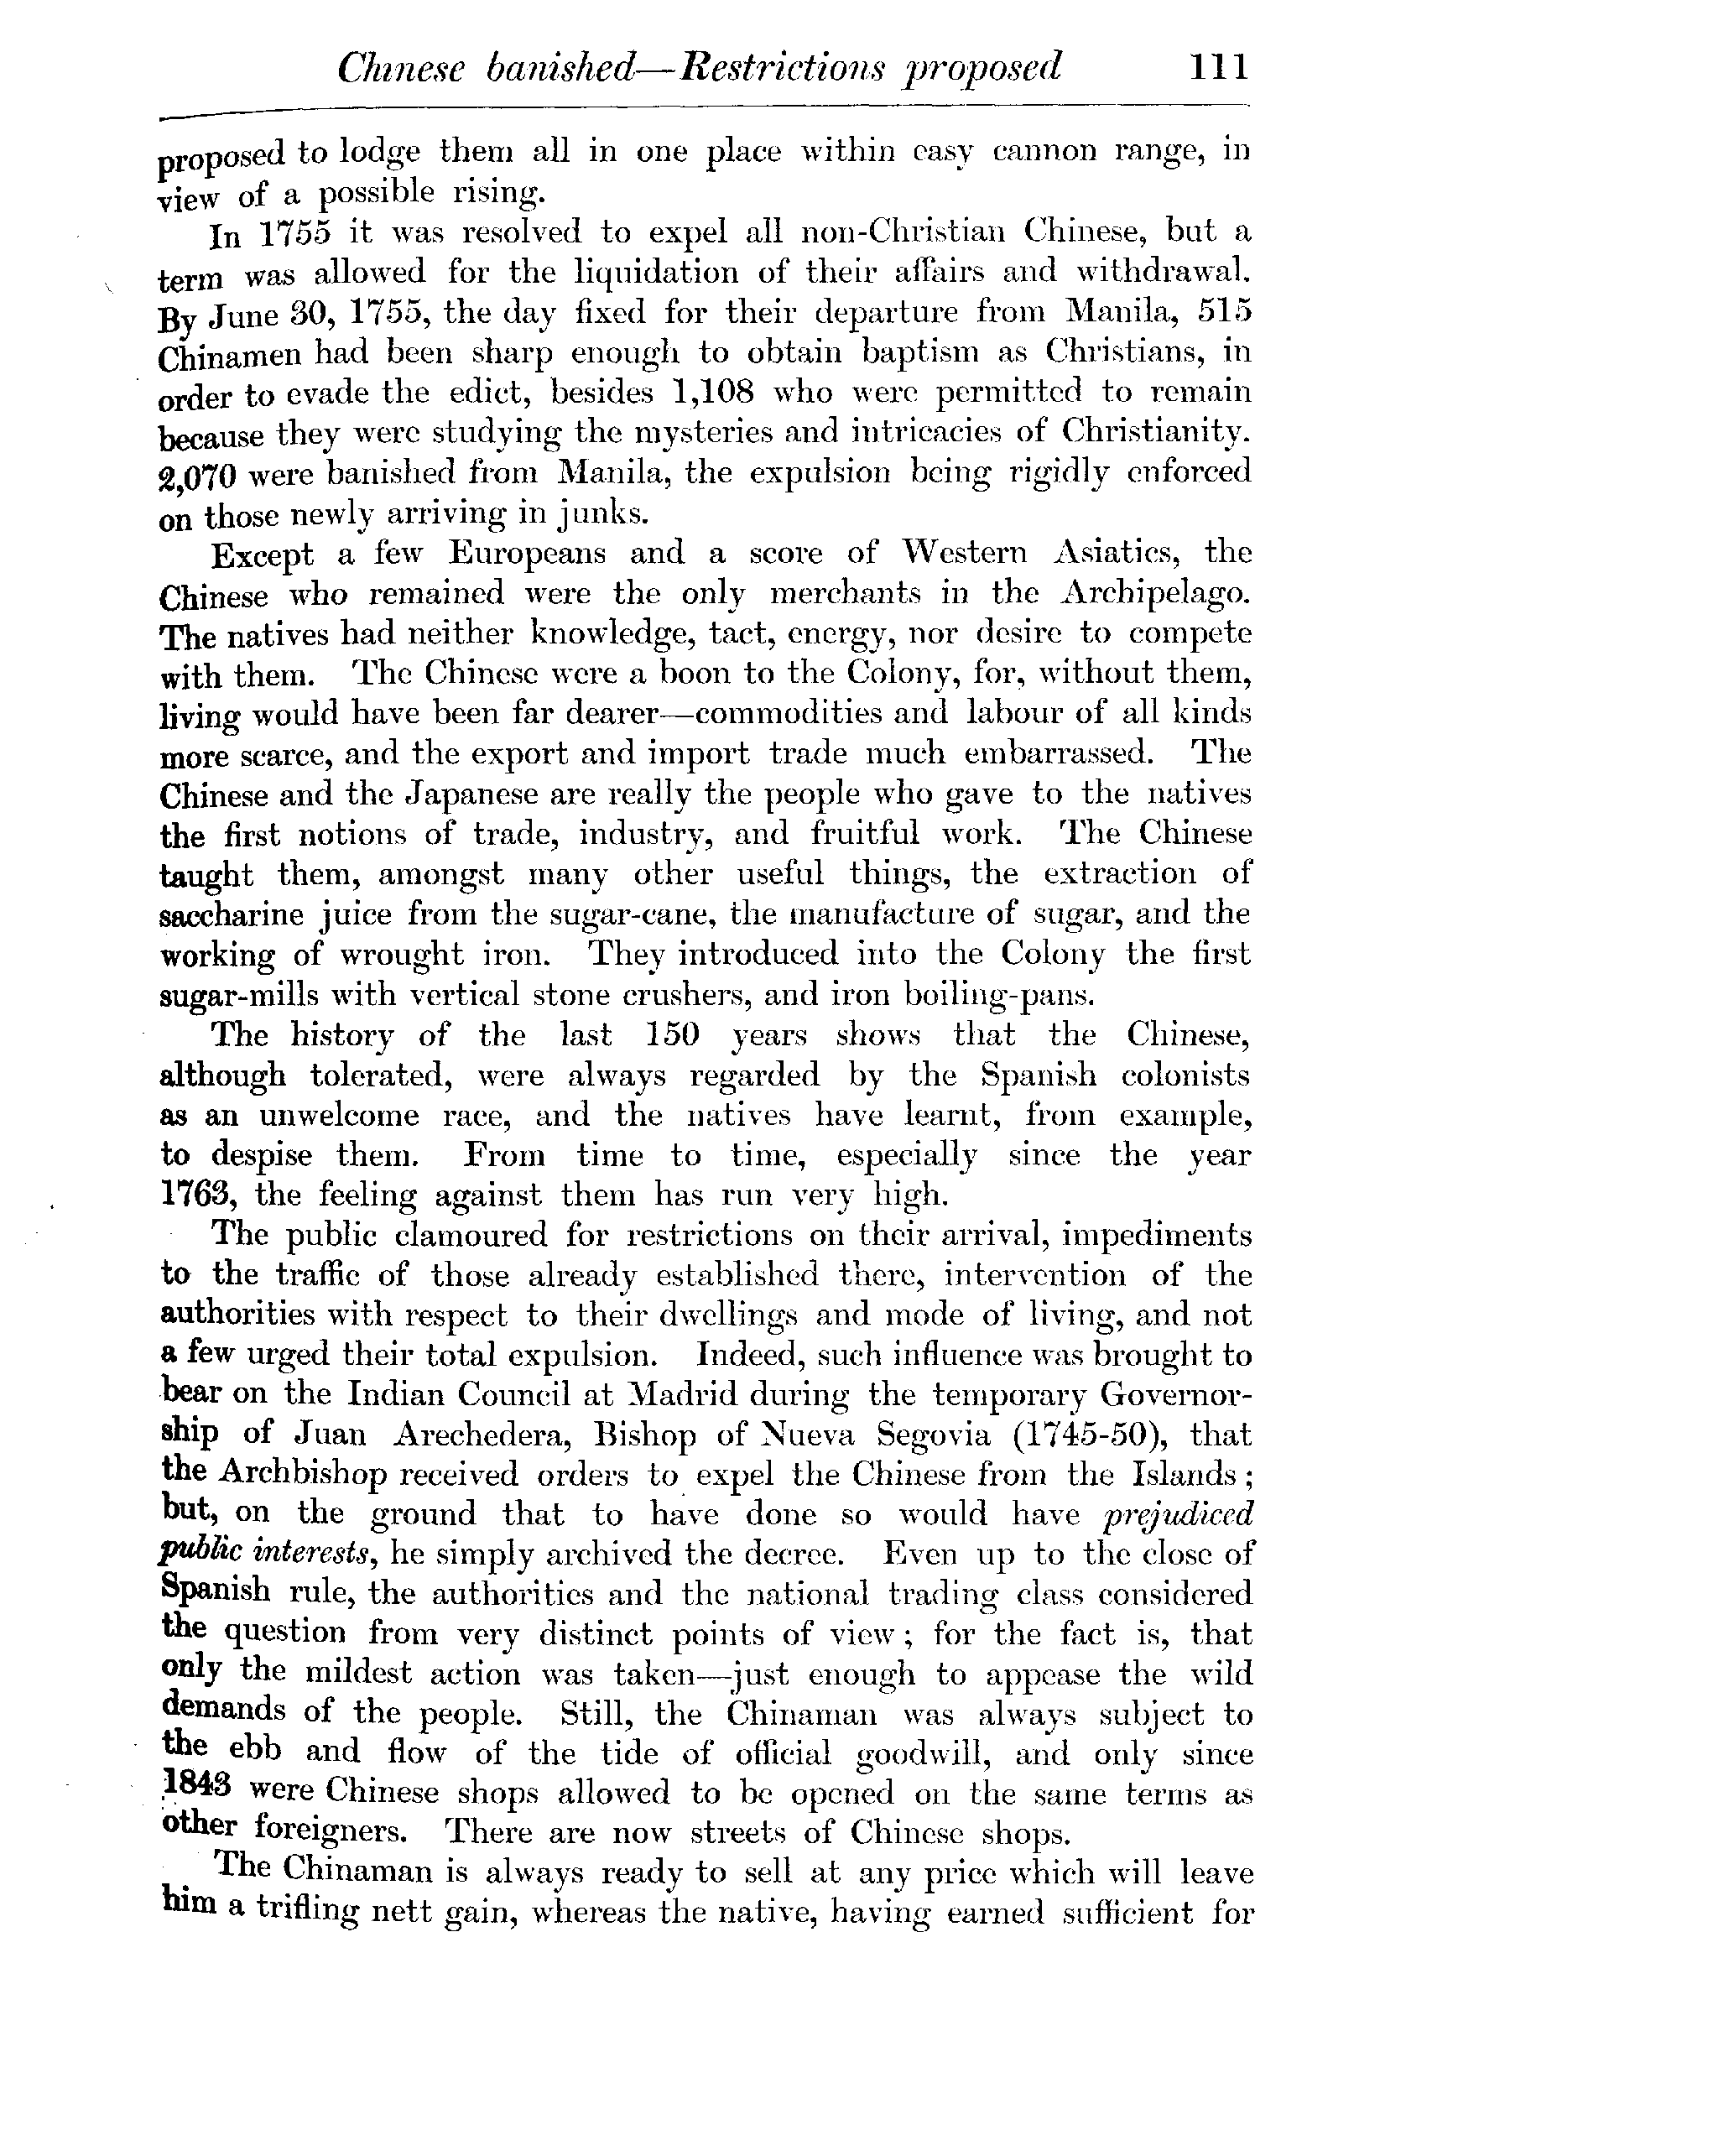 Chinese banished—Restrictions proposed 111
proposed to lodge them all in one place within easy cannon range, in
view of a possible rising.
In 1755 it was resolved to expel all non-Christian Chinese, but a
term was allowed for the liquidation of their affairs and withdrawal.
By June 30, 1755, the day fixed for their departure from Manila, 515
Chinamen had been sharp enough to obtain baptism as Christians, in
order to evade the edict, besides 1,108 who were permitted to remain
because they were studying the mysteries and intricacies of Christianity.
2,070 were banished from Manila, the expulsion being rigidly enforced
on those newly arriving in junks.
Except a few Europeans and a score of Western Asiatics, the
Chinese who remained were the only merchants in the Archipelago.
The natives had neither knowledge, tact, energy, nor desire to compete
with them. The Chinese were a boon to the Colony, for, without them,
living would have been far dearer—commodities and labour of all kinds
more scarce, and the export and import trade much embarrassed. The
Chinese and the Japanese are really the people who gave to the natives
the first notions of trade, industry, and fruitful work. The Chinese
taught them, amongst many other useful things, the extraction of
saccharine juice from the sugar-cane, the manufacture of sugar, and the
working of wrought iron. They introduced into the Colony the first
sugar-mills with vertical stone crushers, and iron boiling-pans.
The history of the last 150 years shows that the Chinese,
although tolerated, were always regarded by the Spanish colonists
as an unwelcome race, and the natives have learnt, from example,
to despise them. From time to time, especially since the year
1763, the feeling against them has run very high.
The public clamoured for restrictions on their arrival, impediments
to the traffic of those already established there, intervention of the
authorities with respect to their dwellings and mode of living, and not
a few urged their total expulsion. Indeed, such influence was brought to
bear on the Indian Council at Madrid during the temporary Governor-
ship of Juan Arechedera, Bishop of Nueva Segovia (1745-50), that
the Archbishop received orders to expel the Chinese from the Islands;
but, on the ground that to have done so would have prejudiced
public interests, he simply archived the decree. Even up to the close of
Spanish rule, the authorities and the national trading class considered
the question from very distinct points of view; for the fact is, that
only the mildest action was taken—just enough to appease the wild
demands of the people. Still, the Chinaman was always subject to
the ebb and flow of the tide of official goodwill, and only since
1843 were Chinese shops allowed to be opened on the same terms as
other foreigners. There are now streets of Chinese shops.
The Chinaman is always ready to sell at any price which will leave
him a trifling nett gain, whereas the native, having earned sufficient for